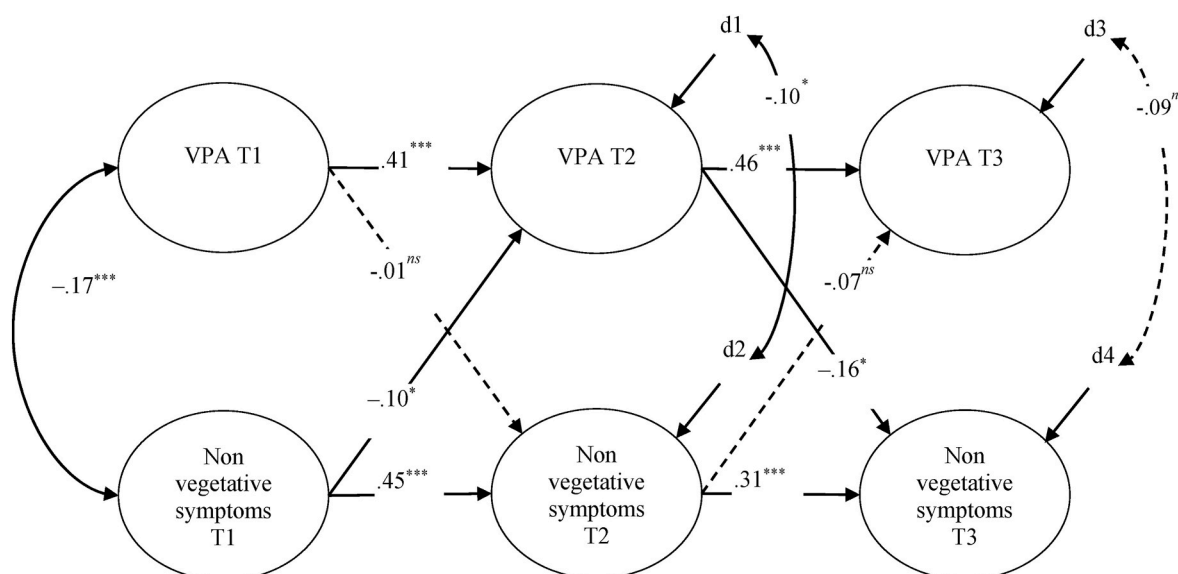 d1
d3
-.10*
-.09n
VPA T1
.41***
VPA T2
.46***
VPA T3
-.01ns
-.07ns
–.17***
d2
d4
–.10*
–.16*
Non
vegetative
symptoms
T1
.45***
Non
vegetative
symptoms
T2
.31***
Non
vegetative
symptoms
T3